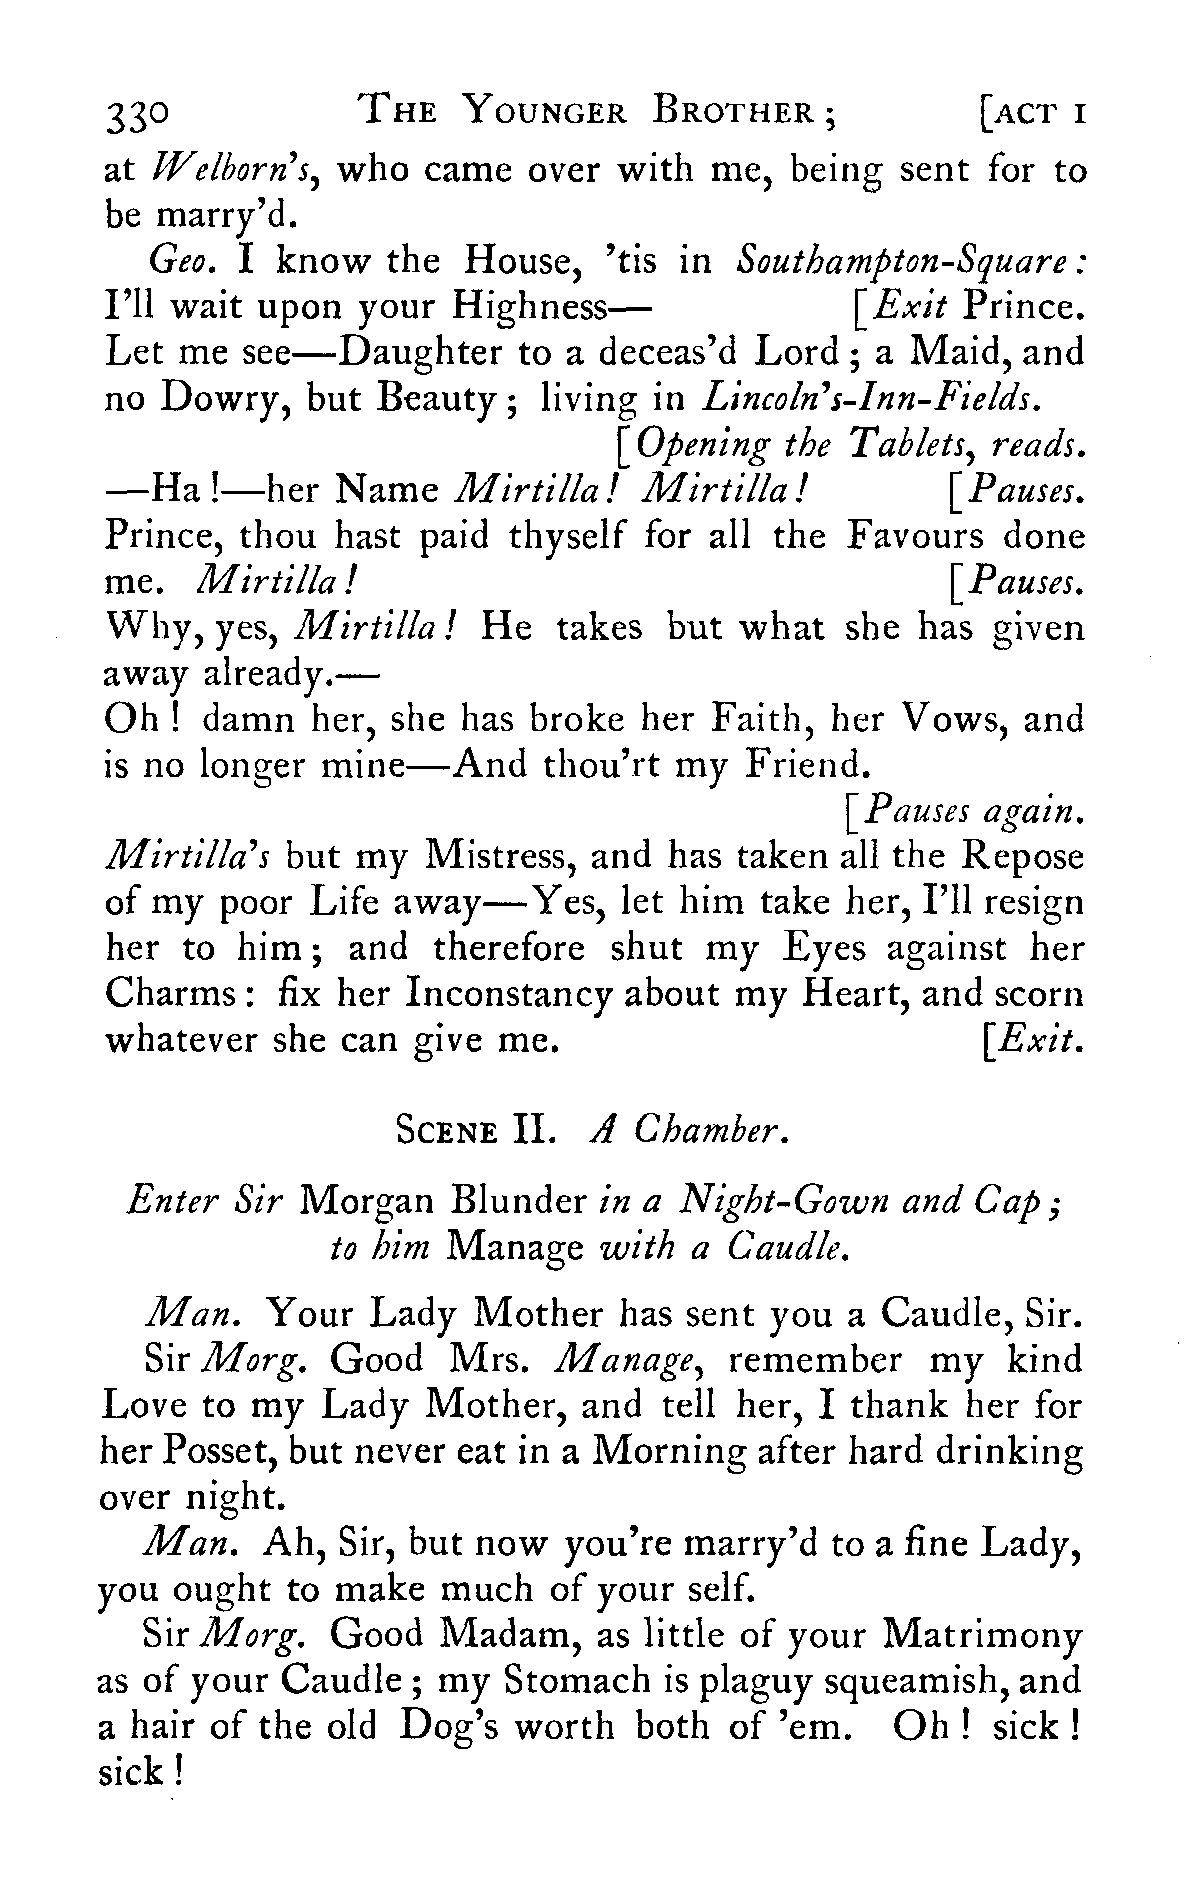 330 THE YOUNGER BROTHER; [ACT I
at Welborn's, who came over with me, being sent for to
be marry'd.
Geo. I know the House, 'tis in Southampton-Square:
I'll wait upon your Highness— [Exit Prince.
Let me see—Daughter to a deceas'd Lord; a Maid, and
no Dowry, but Beauty; living in Lincoln's-Inn-Fields.
[Opening the Tablets, reads.
—Ha!—her Name Mirtilla! Mirtilla! [Pauses.
Prince, thou hast paid thyself for all the Favours done
me. Mirtilla! [Pauses.
Why, yes, Mirtilla! He takes but what she has given
away already.—
Oh! damn her, she has broke her Faith, her Vows, and
is no longer mine—And thou'rt my Friend.
[Pauses again.
Mirtilla's but my Mistress, and has taken all the Repose
of my poor Life away—Yes, let him take her, I'll resign
her to him; and therefore shut my Eyes against her
Charms: fix her Inconstancy about my Heart, and scorn
whatever she can give me. [Exit.
SCENE II. A Chamber.
Enter Sir Morgan Blunder in a Night-Gown and Cap;
to him Manage with a Caudle.
Man. Your Lady Mother has sent you a Caudle, Sir.
Sir Morg. Good Mrs. Manage, remember my kind
Love to my Lady Mother, and tell her, I thank her for
her Posset, but never eat in a Morning after hard drinking
over night.
Man. Ah, Sir, but now you're marry'd to a fine Lady,
you ought to make much of your self.
Sir Morg. Good Madam, as little of your Matrimony
as of your Caudle; my Stomach is plaguy squeamish, and
a hair of the old Dog's worth both of 'em. Oh! sick!
sick!